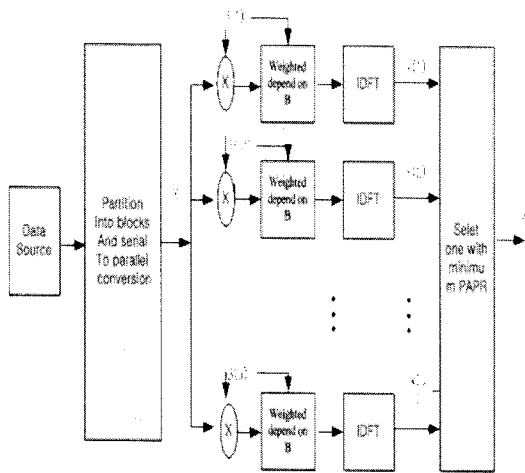 Weighted
depend on
B
IDFT
X
Weighted
depend on
B
IDFT
X
Data
Source
Partition
Into blocks
And serial
To parallel
conversion
Selet
one with
minimu
m PAPR
Weighted
depend on
B
IDFT
X